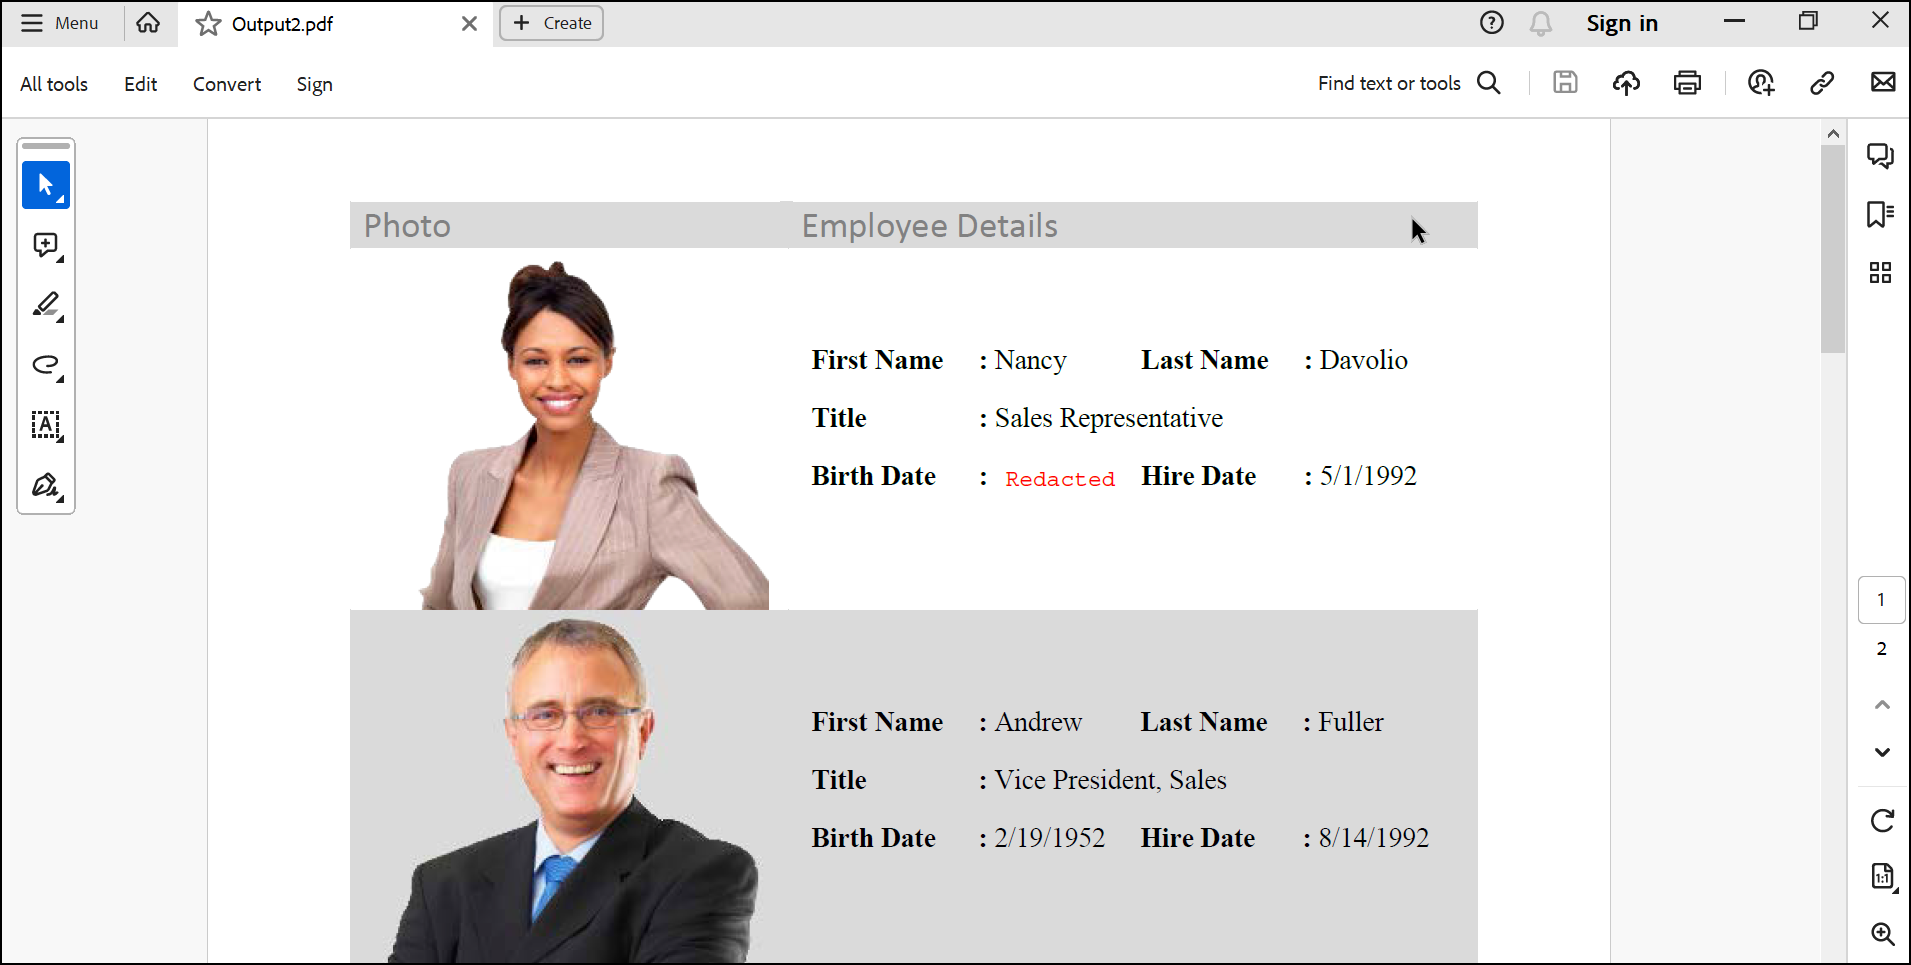 Menu Output2.pdf Create Sign in
All tools Edit Convert Sign Find text or tools
Photo Employee Details
First Name : Nancy Last Name : Davolio
Title : Sales Representative
Birth Date : Redacted Hire Date : 5/1/1992
1
2
First Name : Andrew Last Name : Fuller
Title : Vice President, Sales
Birth Date : 2/19/1952 Hire Date : 8/14/1992
1:1